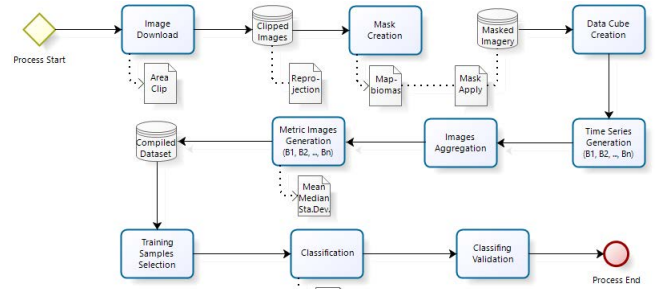 Image
Download
Clipped
Images
Mask
Creation
Masked
Imagery
Data Cube
Creation
Process Start
Area
Clip
Repro-
jection
Map-
biomas
Mask
Apply
Compiled
Dataset
Metric Images
Generation
(B1, B2, .., Bn)
Images
Aggregation
Time Series
Generation
(B1, B2, .., Bn)
Mean
Median
Sta.Dev.
Training
Samples
Selection
Classification
Classifing
Validation
Process End